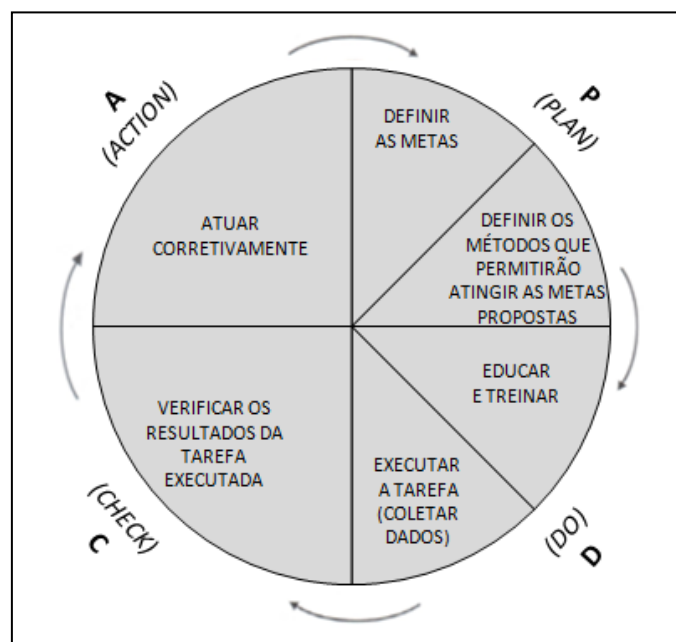 A
(ACTION)
P
(PLAN)
DEFINIR
AS METAS
DEFINIR OS
MÉTODOS QUE
PERMITIRÃO
ATINGIR AS METAS
PROPOSTAS
EDUCAR
E TREINAR
EXECUTAR
A TAREFA
(COLETAR
DADOS)
(DO)
D
VERIFICAR OS
RESULTADOS DA
TAREFA
EXECUTADA
(CHECK)
C
ATUAR
CORRETIVAMENTE